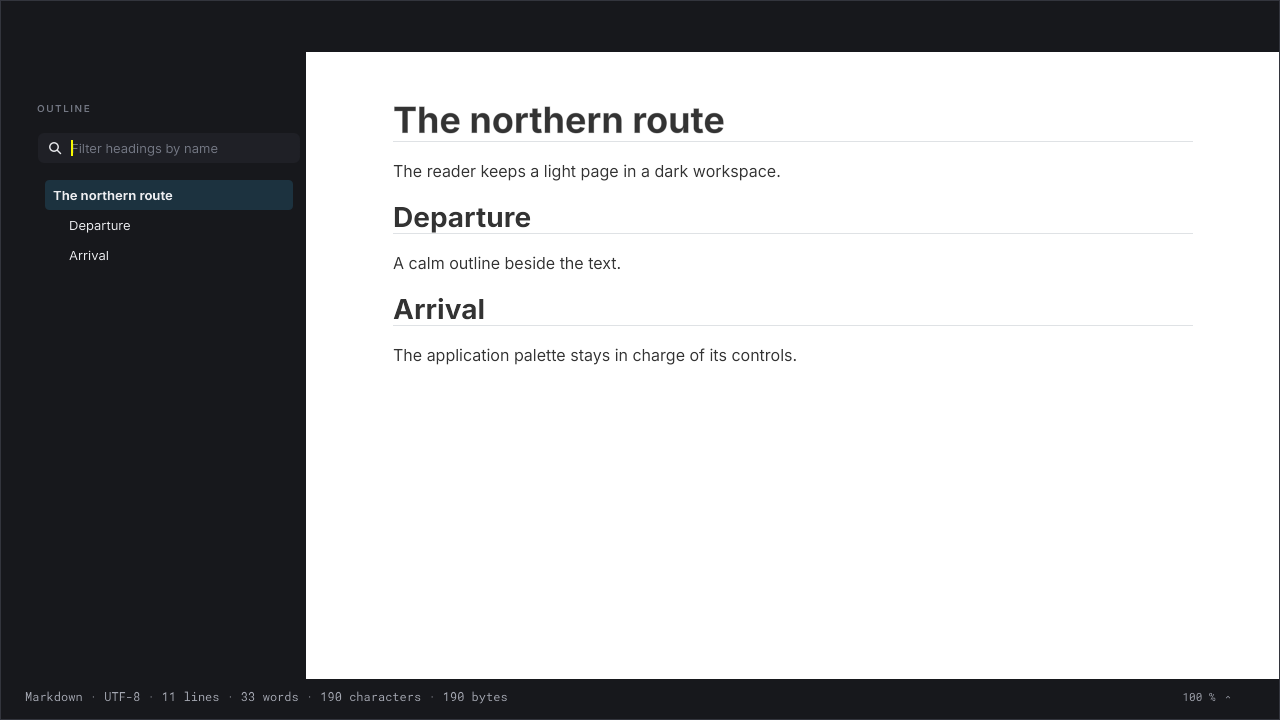 OUTLINE
Filter headings by name
The northern route
Departure
Arrival
The northern route
The reader keeps a light page in a dark workspace.
Departure
A calm outline beside the text.
Arrival
The application palette stays in charge of its controls.
Markdown · UTF-8 · 11 lines · 33 words · 190 characters · 190 bytes
100 %